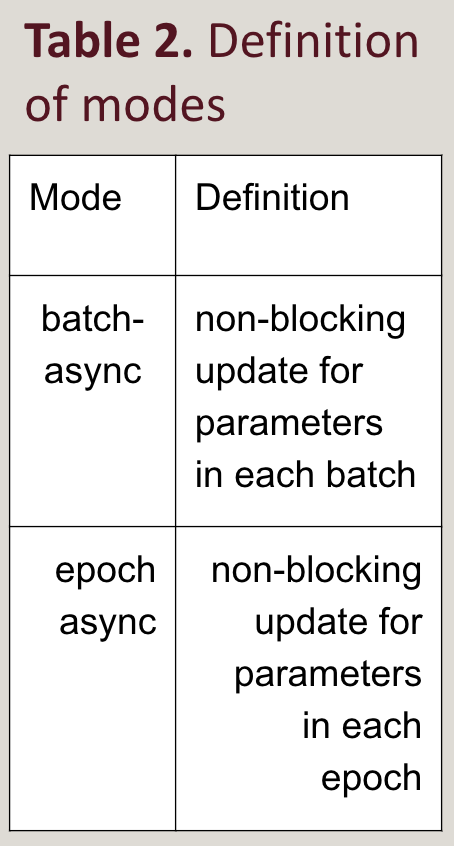 Table 2. Definition
of modes
Mode
Definition
batch-
async
non-blocking
update for
parameters
in each batch
epoch
async
non-blocking
update for
parameters
in each
epoch